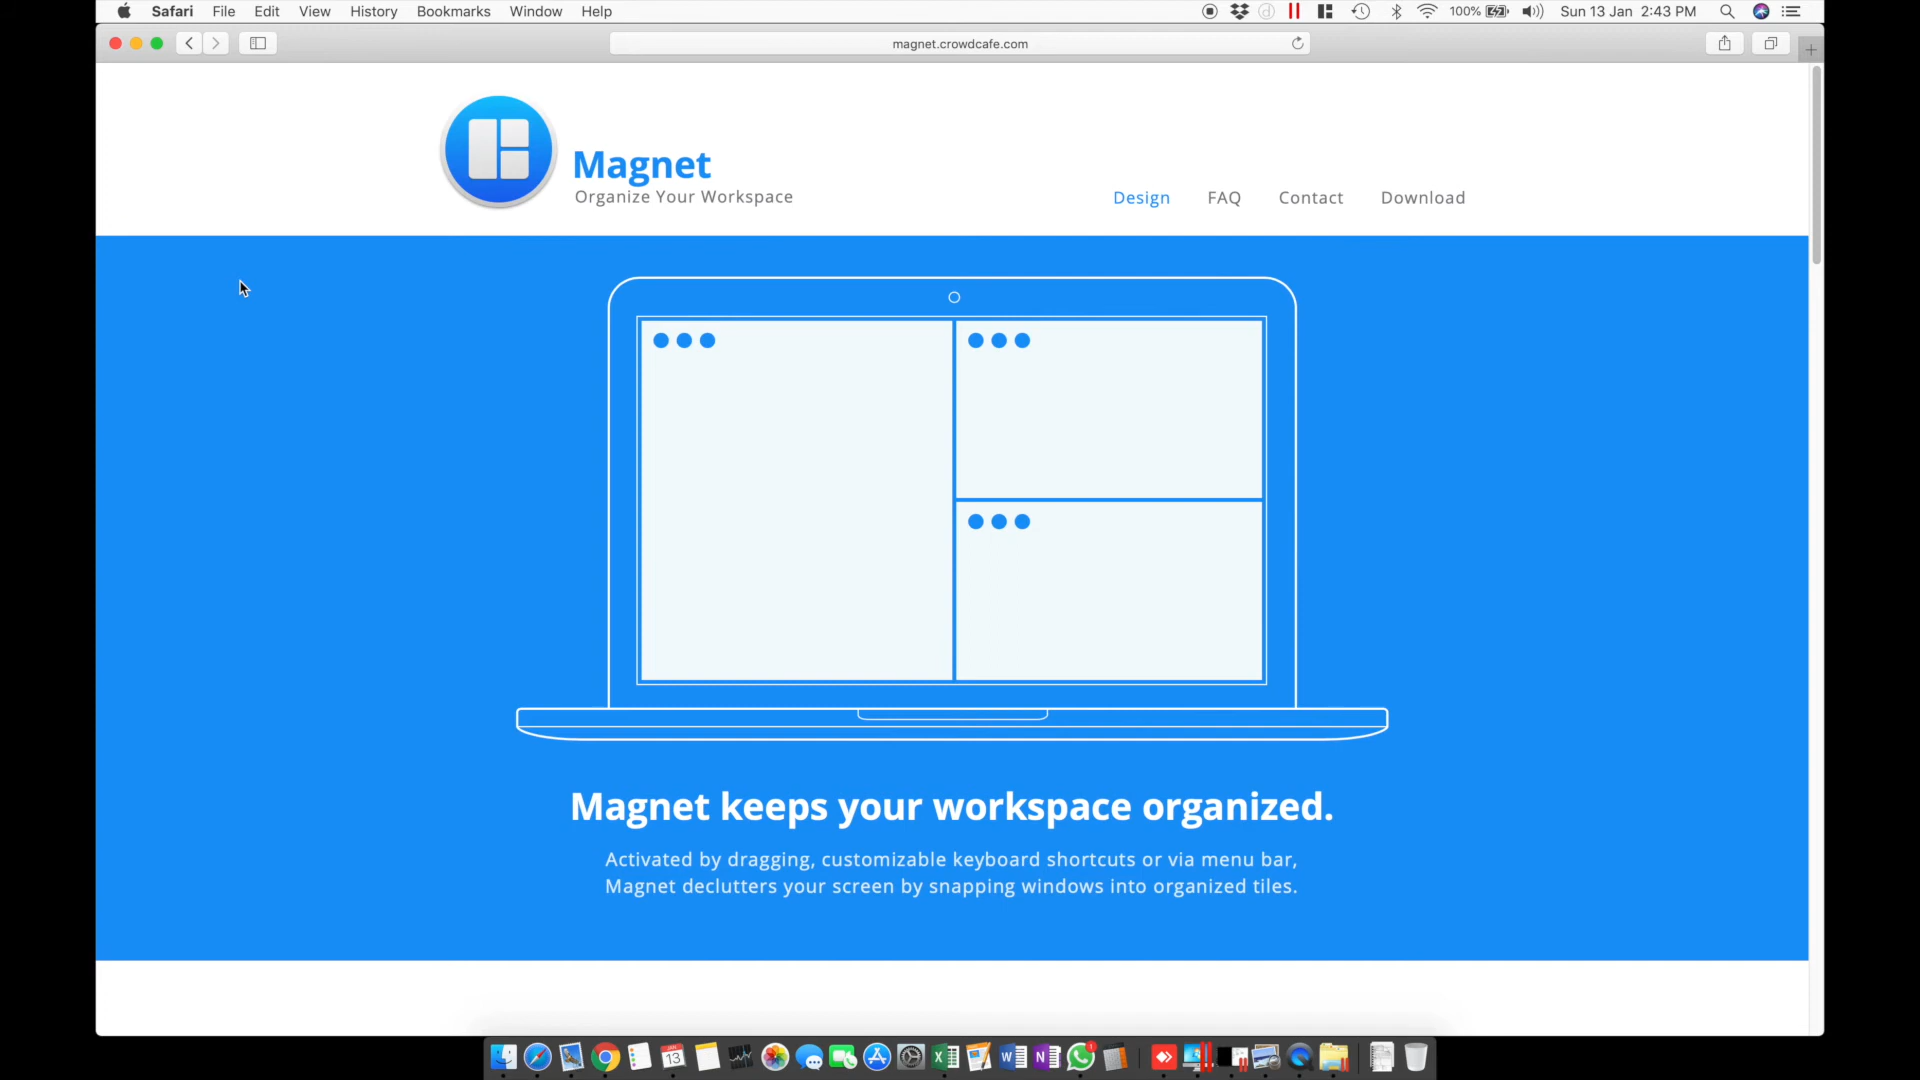 Safari File Edit View History Bookmarks Window Help 100% Sun 13 Jan 2:43 PM
magnet.crowdcafe.com
Magnet
Organize Your Workspace
Design FAQ Contact Download
Magnet keeps your workspace organized.
Activated by dragging, customizable keyboard shortcuts or via menu bar,
Magnet declutters your screen by snapping windows into organized tiles.
JAN
13